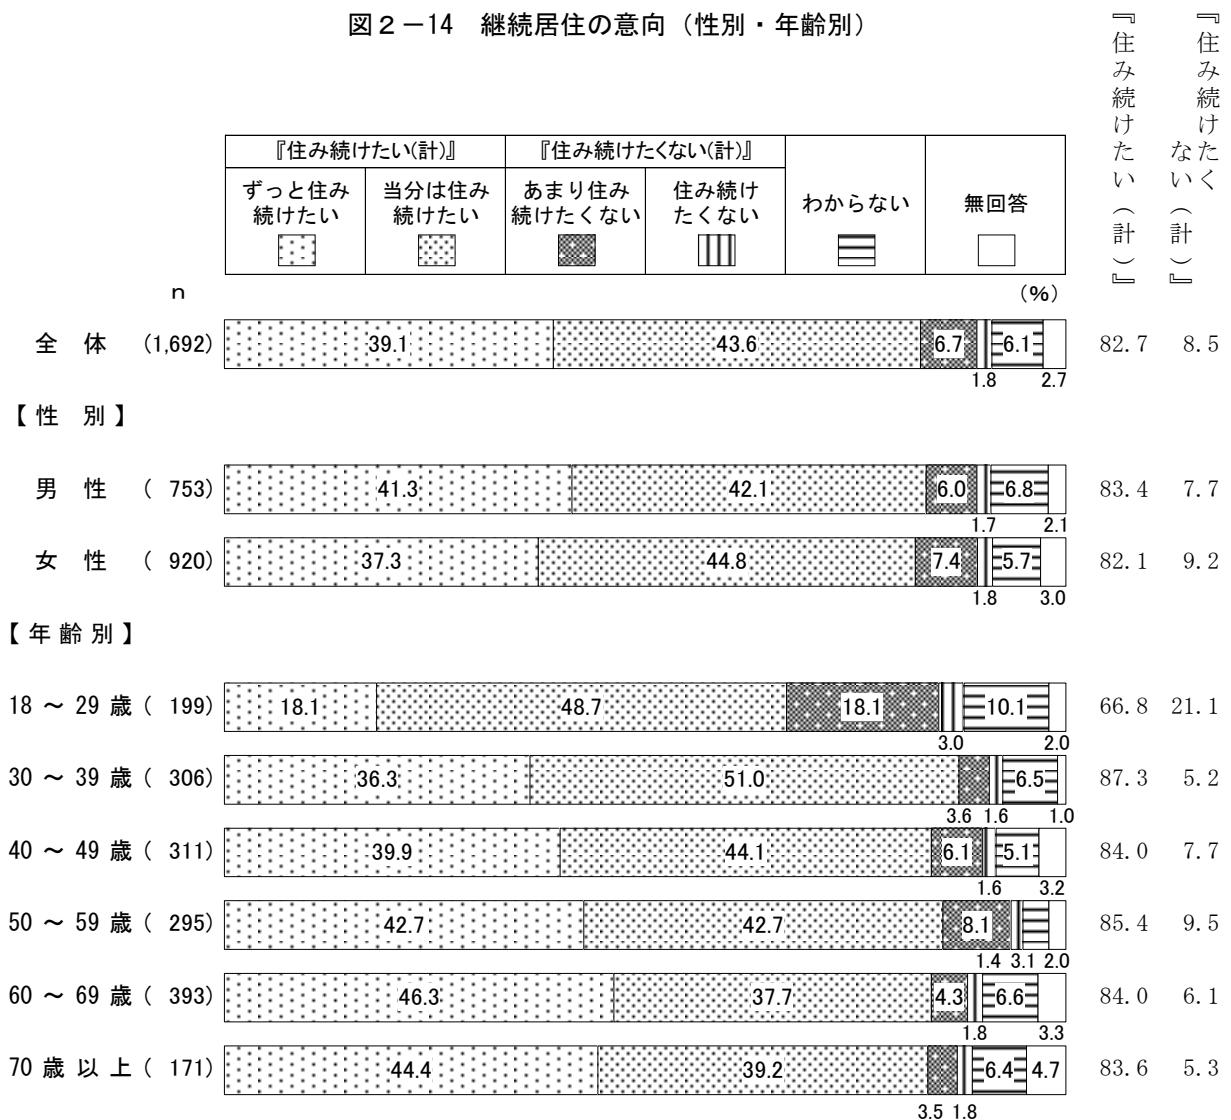 図２－14　継続居住の意向（性別・年齢別）
『住み続けたい（計）』
『住み続けたくない（計）』
『住み続けたい(計)』 『住み続けたくない(計)』
ずっと住み続けたい 当分は住み続けたい あまり住み続けたくない 住み続けたくない わからない 無回答
ｎ (%)
全　体 (1,692) 39.1 43.6 6.7 6.1 82.7 8.5
1.8 2.7
【性　別】
男　性 ( 753) 41.3 42.1 6.0 6.8 83.4 7.7
1.7 2.1
女　性 ( 920) 37.3 44.8 7.4 5.7 82.1 9.2
1.8 3.0
【年齢別】
18 ～ 29 歳 ( 199) 18.1 48.7 18.1 10.1 66.8 21.1
3.0 2.0
30 ～ 39 歳 ( 306) 36.3 51.0 6.5 87.3 5.2
3.6 1.6 1.0
40 ～ 49 歳 ( 311) 39.9 44.1 6.1 5.1 84.0 7.7
1.6 3.2
50 ～ 59 歳 ( 295) 42.7 42.7 8.1 85.4 9.5
1.4 3.1 2.0
60 ～ 69 歳 ( 393) 46.3 37.7 4.3 6.6 84.0 6.1
1.8 3.3
70 歳 以 上 ( 171) 44.4 39.2 6.4 4.7 83.6 5.3
3.5 1.8